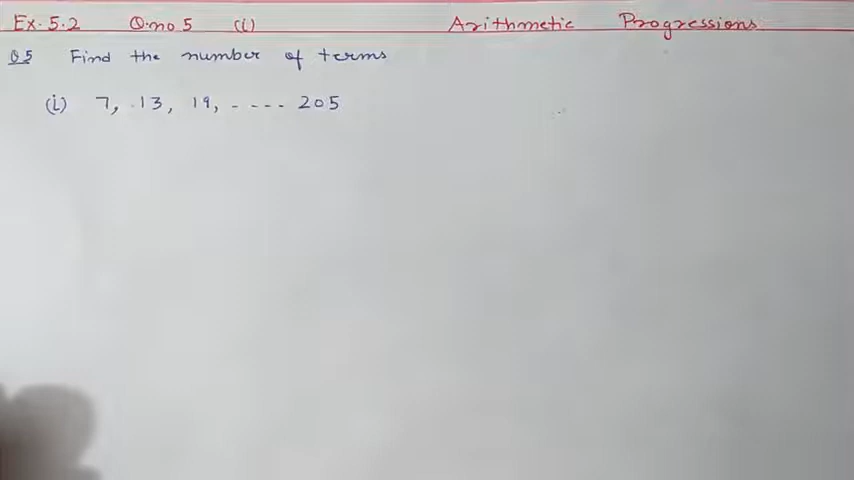 Ex. 5.2 Q.no 5 (i) Arithmetic Progressions
Q5 Find the number of terms
(i) 7, 13, 19, ----- 205